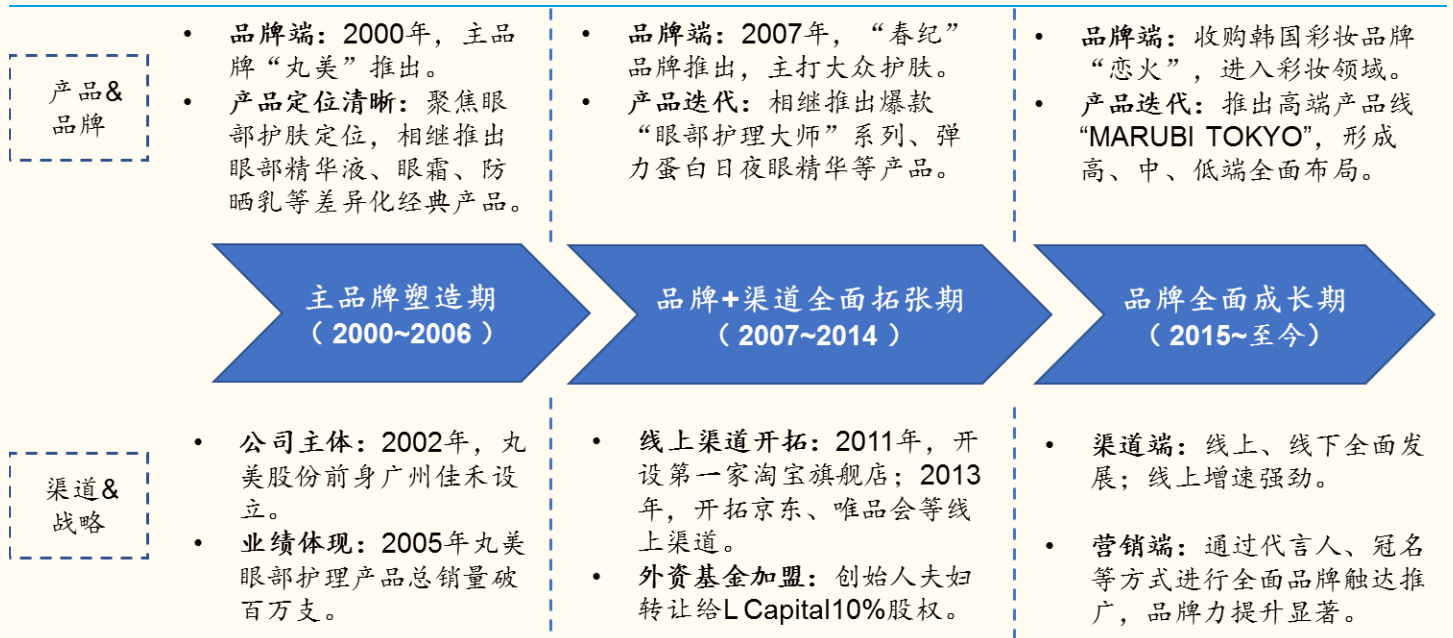 产品&
品牌
• 品牌端：2000年，主品
牌“丸美”推出。
• 产品定位清晰：聚焦眼
部护肤定位，相继推出
眼部精华液、眼霜、防
晒乳等差异化经典产品。
• 品牌端：2007年，“春纪”
品牌推出，主打大众护肤。
• 产品迭代：相继推出爆款
“眼部护理大师”系列、弹
力蛋白日夜眼精华等产品。
• 品牌端：收购韩国彩妆品牌
“恋火”，进入彩妆领域。
• 产品迭代：推出高端产品线
“MARUBI TOKYO”，形成
高、中、低端全面布局。
主品牌塑造期
（2000~2006）
品牌+渠道全面拓张期
（2007~2014）
品牌全面成长期
（2015~至今）
渠道&
战略
• 公司主体：2002年，丸
美股份前身广州佳禾设
立。
• 业绩体现：2005年丸美
眼部护理产品总销量破
百万支。
• 线上渠道开拓：2011年，开
设第一家淘宝旗舰店；2013
年，开拓京东、唯品会等线
上渠道。
• 外资基金加盟：创始人夫妇
转让给L Capital10%股权。
• 渠道端：线上、线下全面发
展；线上增速强劲。
• 营销端：通过代言人、冠名
等方式进行全面品牌触达推
广，品牌力提升显著。